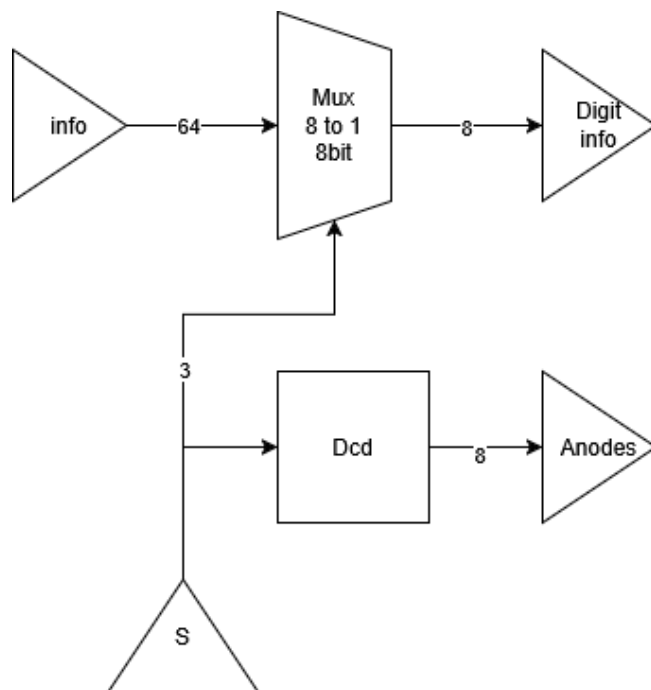 info
64
Mux
8 to 1
8bit
8
Digit
info
3
Dcd
8
Anodes
S